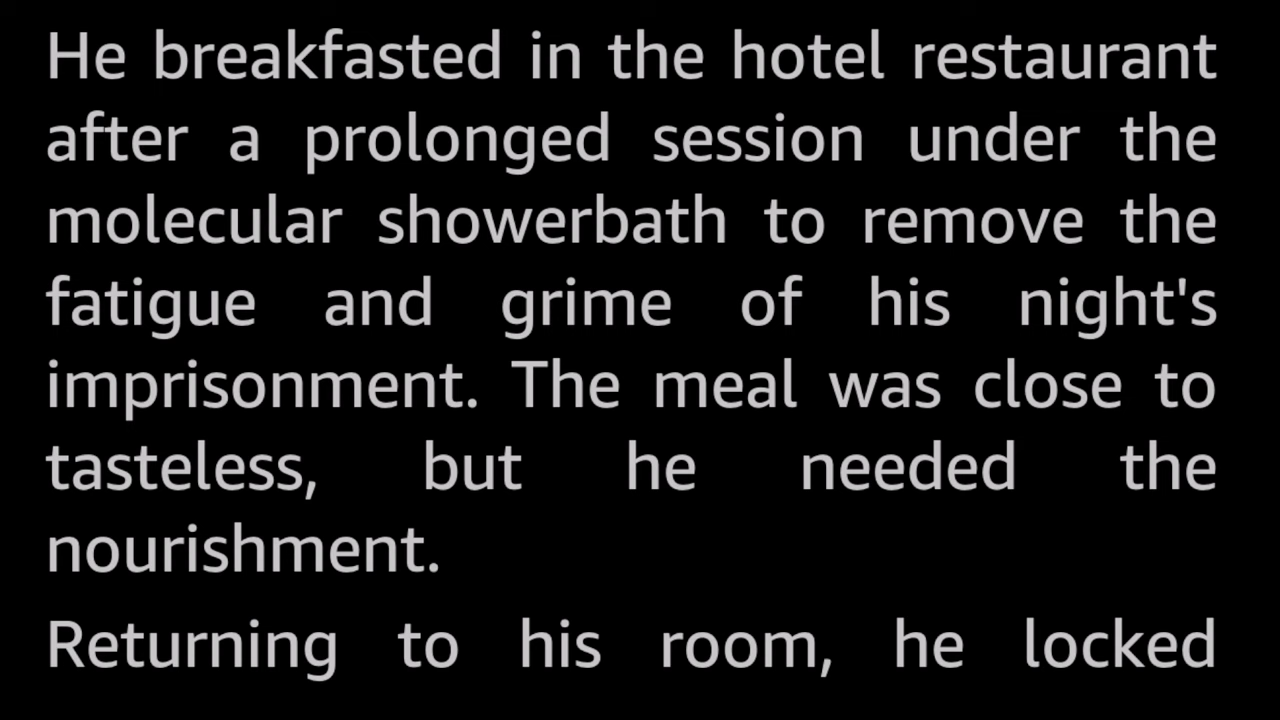 He breakfasted in the hotel restaurant
after a prolonged session under the
molecular showerbath to remove the
fatigue and grime of his night's
imprisonment. The meal was close to
tasteless, but he needed the
nourishment.
Returning to his room, he locked